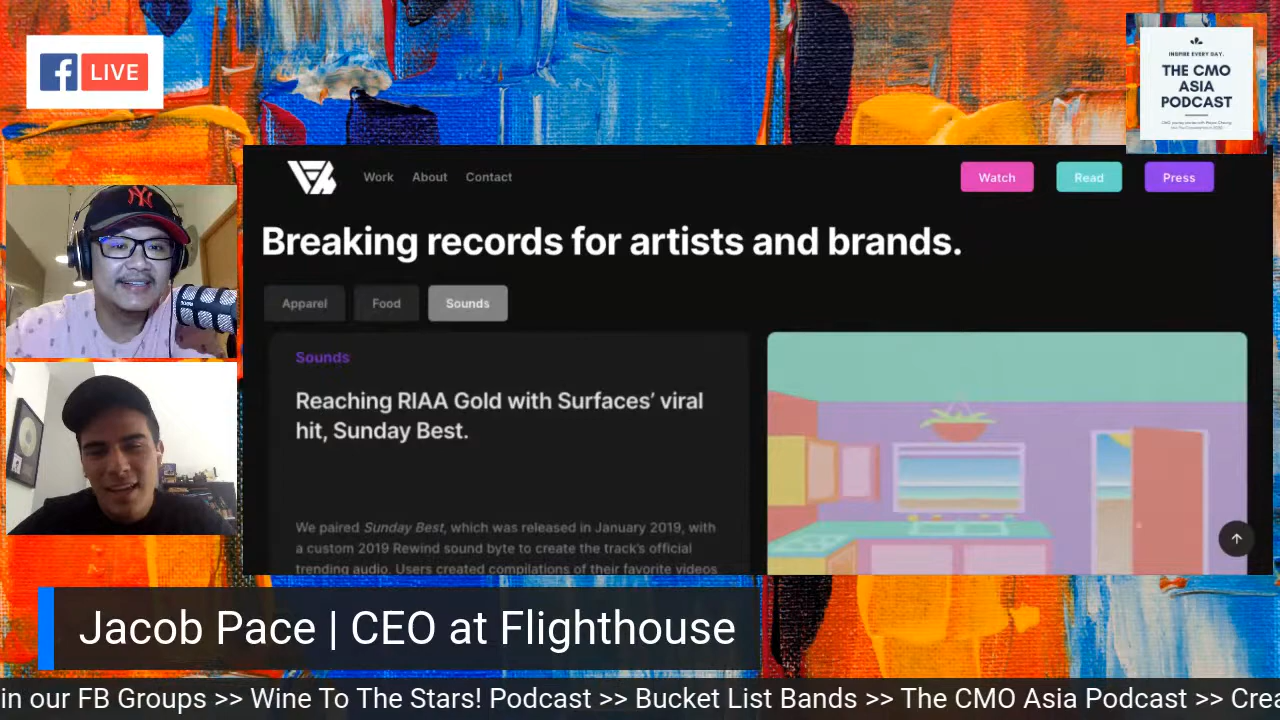 LIVE
INSPIRE EVERY DAY.
THE CMO
ASIA
PODCAST
Work About Contact
Watch Read Press
Breaking records for artists and brands.
Apparel Food Sounds
Sounds
Reaching RIAA Gold with Surfaces’ viral
hit, Sunday Best.
We paired Sunday Best, which was released in January 2019, with
a custom 2019 Rewind sound byte to create the track's official
trending audio. Users created compilations of their favorite videos
acob Pace | CEO at Flighthouse
in our FB Groups >> Wine To The Stars! Podcast >> Bucket List Bands >> The CMO Asia Podcast >> Crea